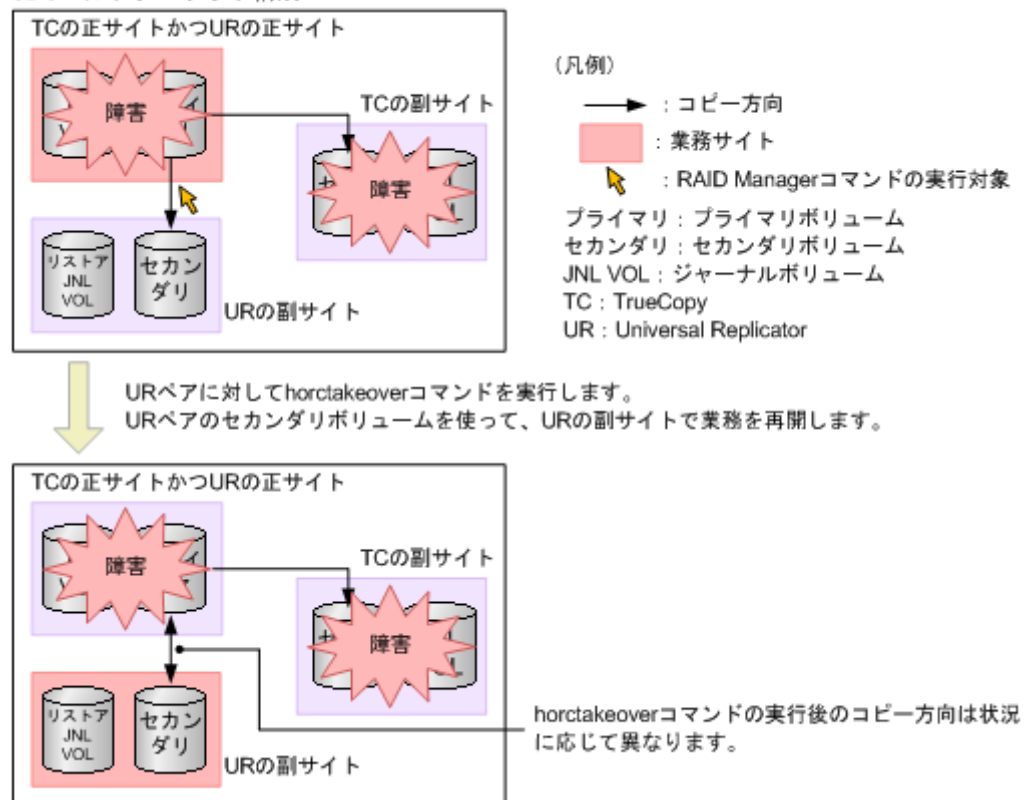 TCの正サイトかつURの正サイト
障害
TCの副サイト
障害
リストア
JNL
VOL
セカン
ダリ
URの副サイト
(凡例)
:コピー方向
:業務サイト
:RAID Managerコマンドの実行対象
プライマリ:プライマリボリューム
セカンダリ:セカンダリボリューム
JNL VOL:ジャーナルボリューム
TC:TrueCopy
UR:Universal Replicator
URペアに対してhorctakeoverコマンドを実行します。
URペアのセカンダリボリュームを使って、URの副サイトで業務を再開します。
TCの正サイトかつURの正サイト
障害
TCの副サイト
障害
リストア
JNL
VOL
セカン
ダリ
URの副サイト
horctakeoverコマンドの実行後のコピー方向は状況
に応じて異なります。